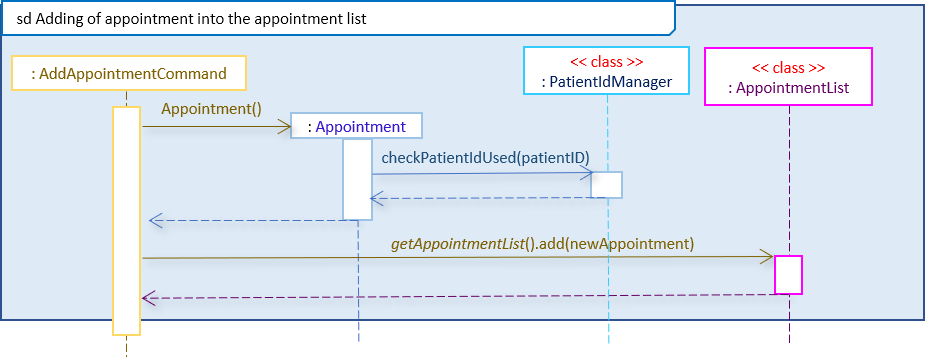 sd Adding of appointment into the appointment list
: AddAppointmentCommand
<< class >>
: PatientIdManager
<< class >>
: AppointmentList
Appointment()
: Appointment
checkPatientIdUsed(patientID)
getAppointmentList().add(newAppointment)